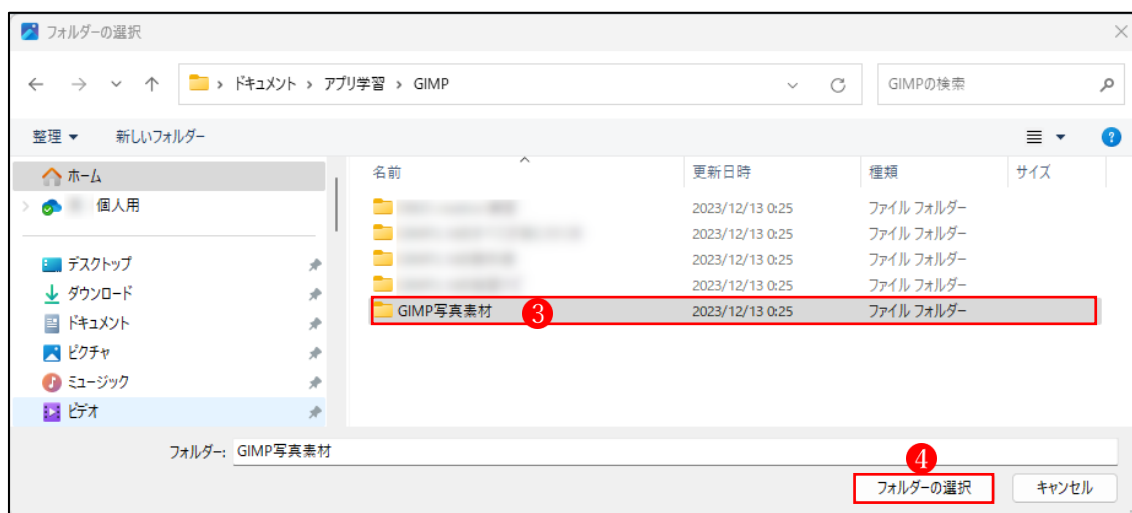 フォルダーの選択
ドキュメント > アプリ学習 > GIMP
GIMPの検索
整理 新しいフォルダー
名前 更新日時 種類 サイズ
ホーム
個人用
デスクトップ
ダウンロード
ドキュメント
ピクチャ
ミュージック
ビデオ
2023/12/13 0:25 ファイル フォルダー
2023/12/13 0:25 ファイル フォルダー
2023/12/13 0:25 ファイル フォルダー
2023/12/13 0:25 ファイル フォルダー
GIMP写真素材 3 2023/12/13 0:25 ファイル フォルダー
フォルダー: GIMP写真素材
4
フォルダーの選択 キャンセル